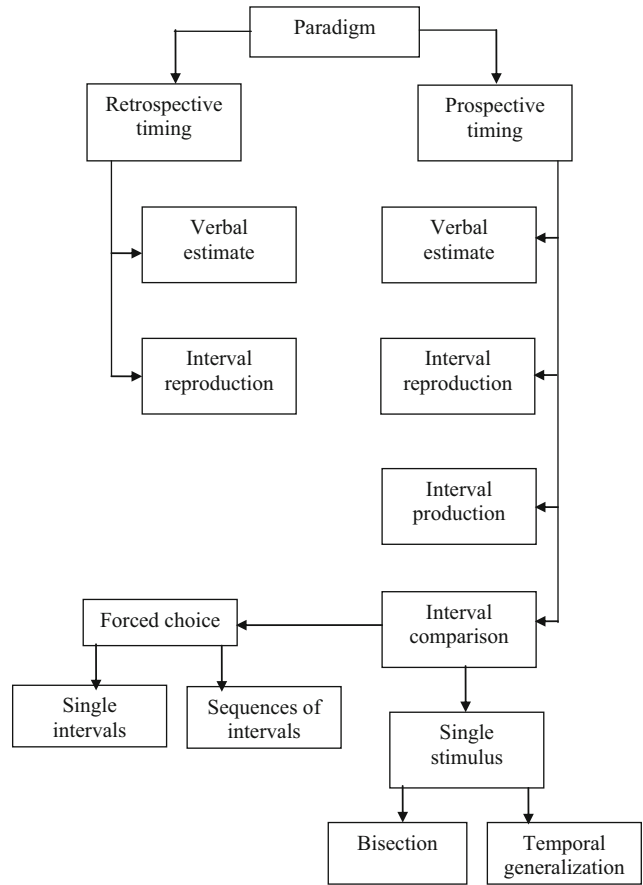 Paradigm
Retrospective
timing
Prospective
timing
Verbal
estimate
Verbal
estimate
Interval
reproduction
Interval
reproduction
Interval
production
Forced choice
Interval
comparison
Single
intervals
Sequences of
intervals
Single
stimulus
Bisection
Temporal
generalization